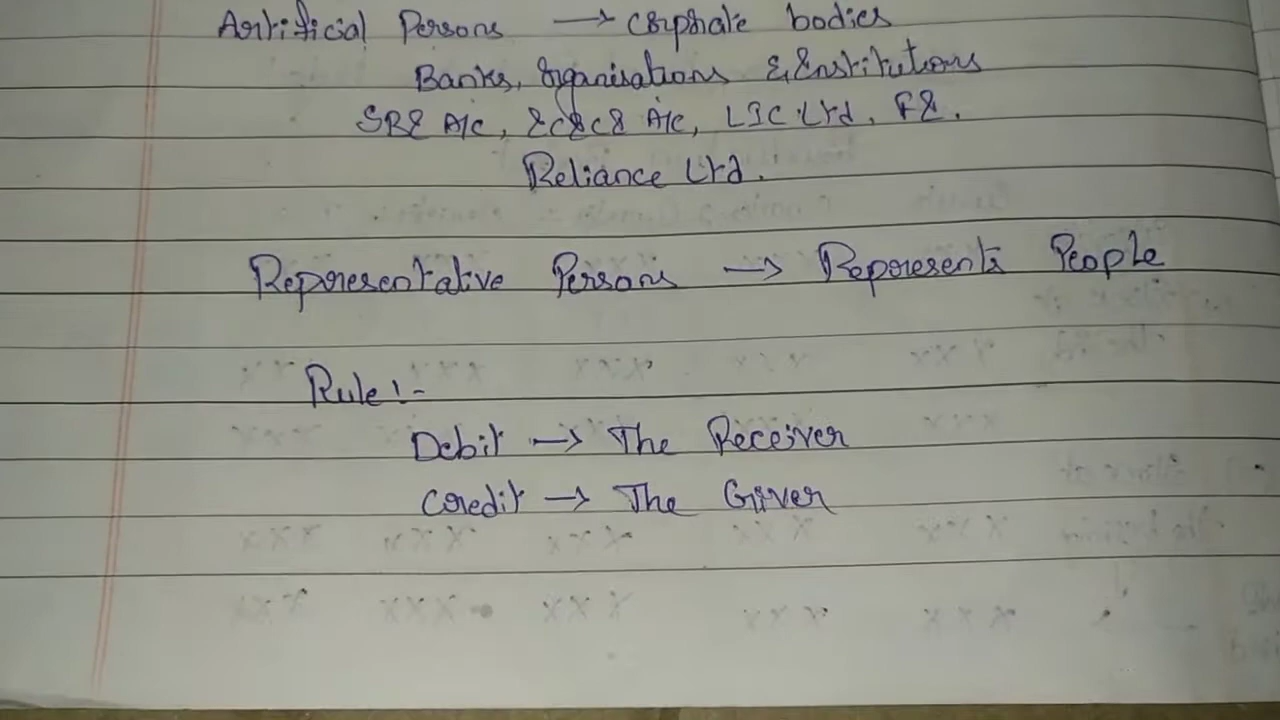 Artificial Persons → corporate bodies
Banks, Organisations & Institutions
SBI A/c, ICICI A/c, LIC Ltd,
Reliance Ltd.
Representative Persons → Represents People
Rule:-
Debit → The Receiver
Credit → The Giver